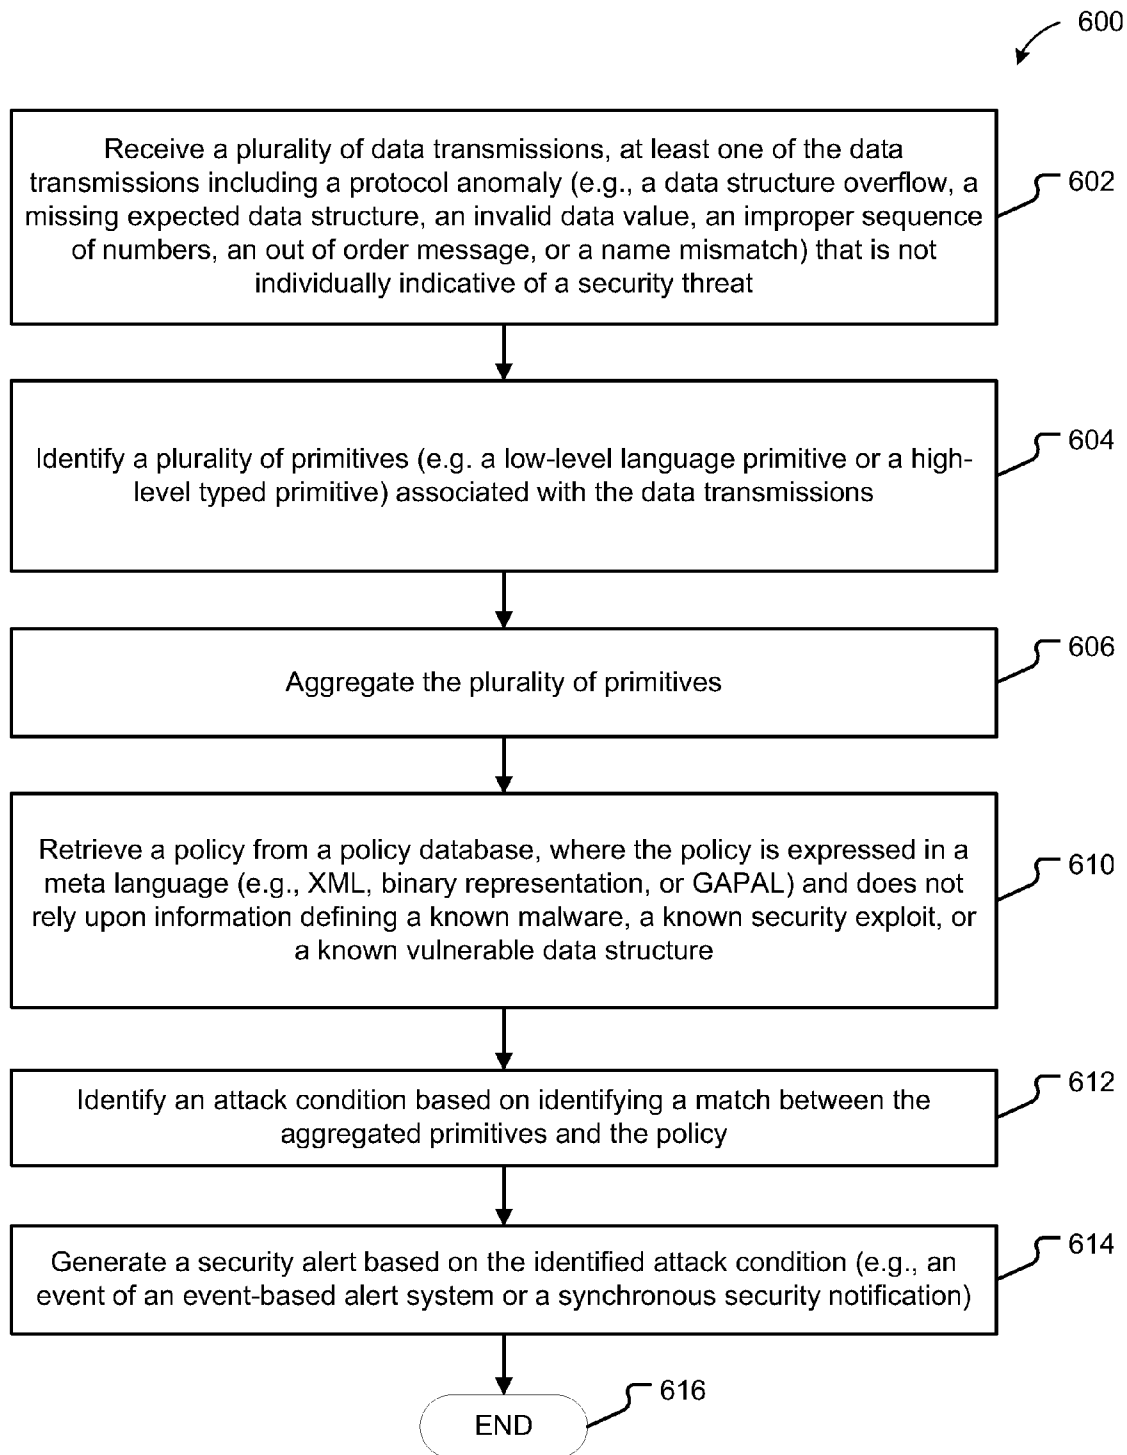 600
Receive a plurality of data transmissions, at least one of the data
transmissions including a protocol anomaly (e.g., a data structure overflow, a
missing expected data structure, an invalid data value, an improper sequence
of numbers, an out of order message, or a name mismatch) that is not
individually indicative of a security threat
602
Identify a plurality of primitives (e.g. a low-level language primitive or a high-
level typed primitive) associated with the data transmissions
604
Aggregate the plurality of primitives
606
Retrieve a policy from a policy database, where the policy is expressed in a
meta language (e.g., XML, binary representation, or GAPAL) and does not
rely upon information defining a known malware, a known security exploit, or
a known vulnerable data structure
610
Identify an attack condition based on identifying a match between the
aggregated primitives and the policy
612
Generate a security alert based on the identified attack condition (e.g., an
event of an event-based alert system or a synchronous security notification)
614
END
616